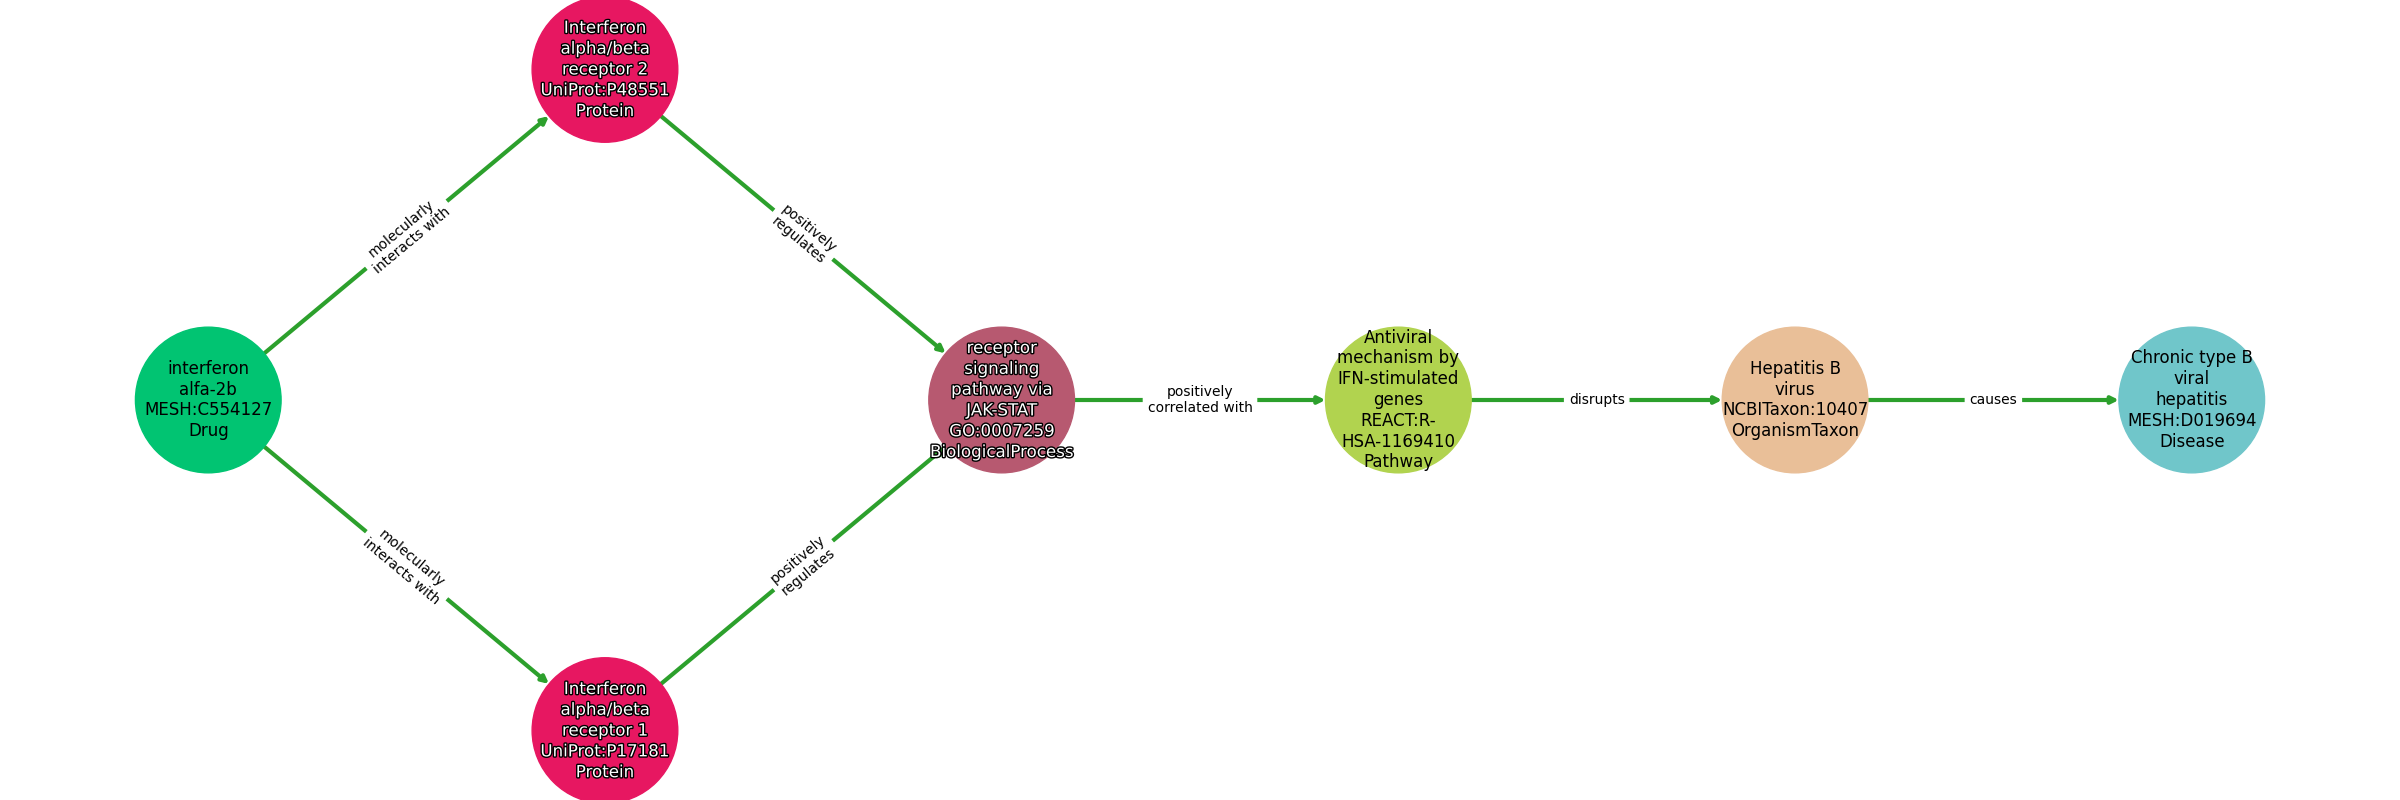 Interferon
alpha/beta
receptor 2
UniProt:P48551
Protein
molecularly
interacts with
positively
regulates
interferon
alfa-2b
MESH:C554127
Drug
receptor
signaling
pathway via
JAK-STAT
GO:0007259
BiologicalProcess
positively
correlated with
Antiviral
mechanism by
IFN-stimulated
genes
REACT:R-
HSA-1169410
Pathway
disrupts
Hepatitis B
virus
NCBITaxon:10407
OrganismTaxon
causes
Chronic type B
viral
hepatitis
MESH:D019694
Disease
molecularly
interacts with
positively
regulates
Interferon
alpha/beta
receptor 1
UniProt:P17181
Protein